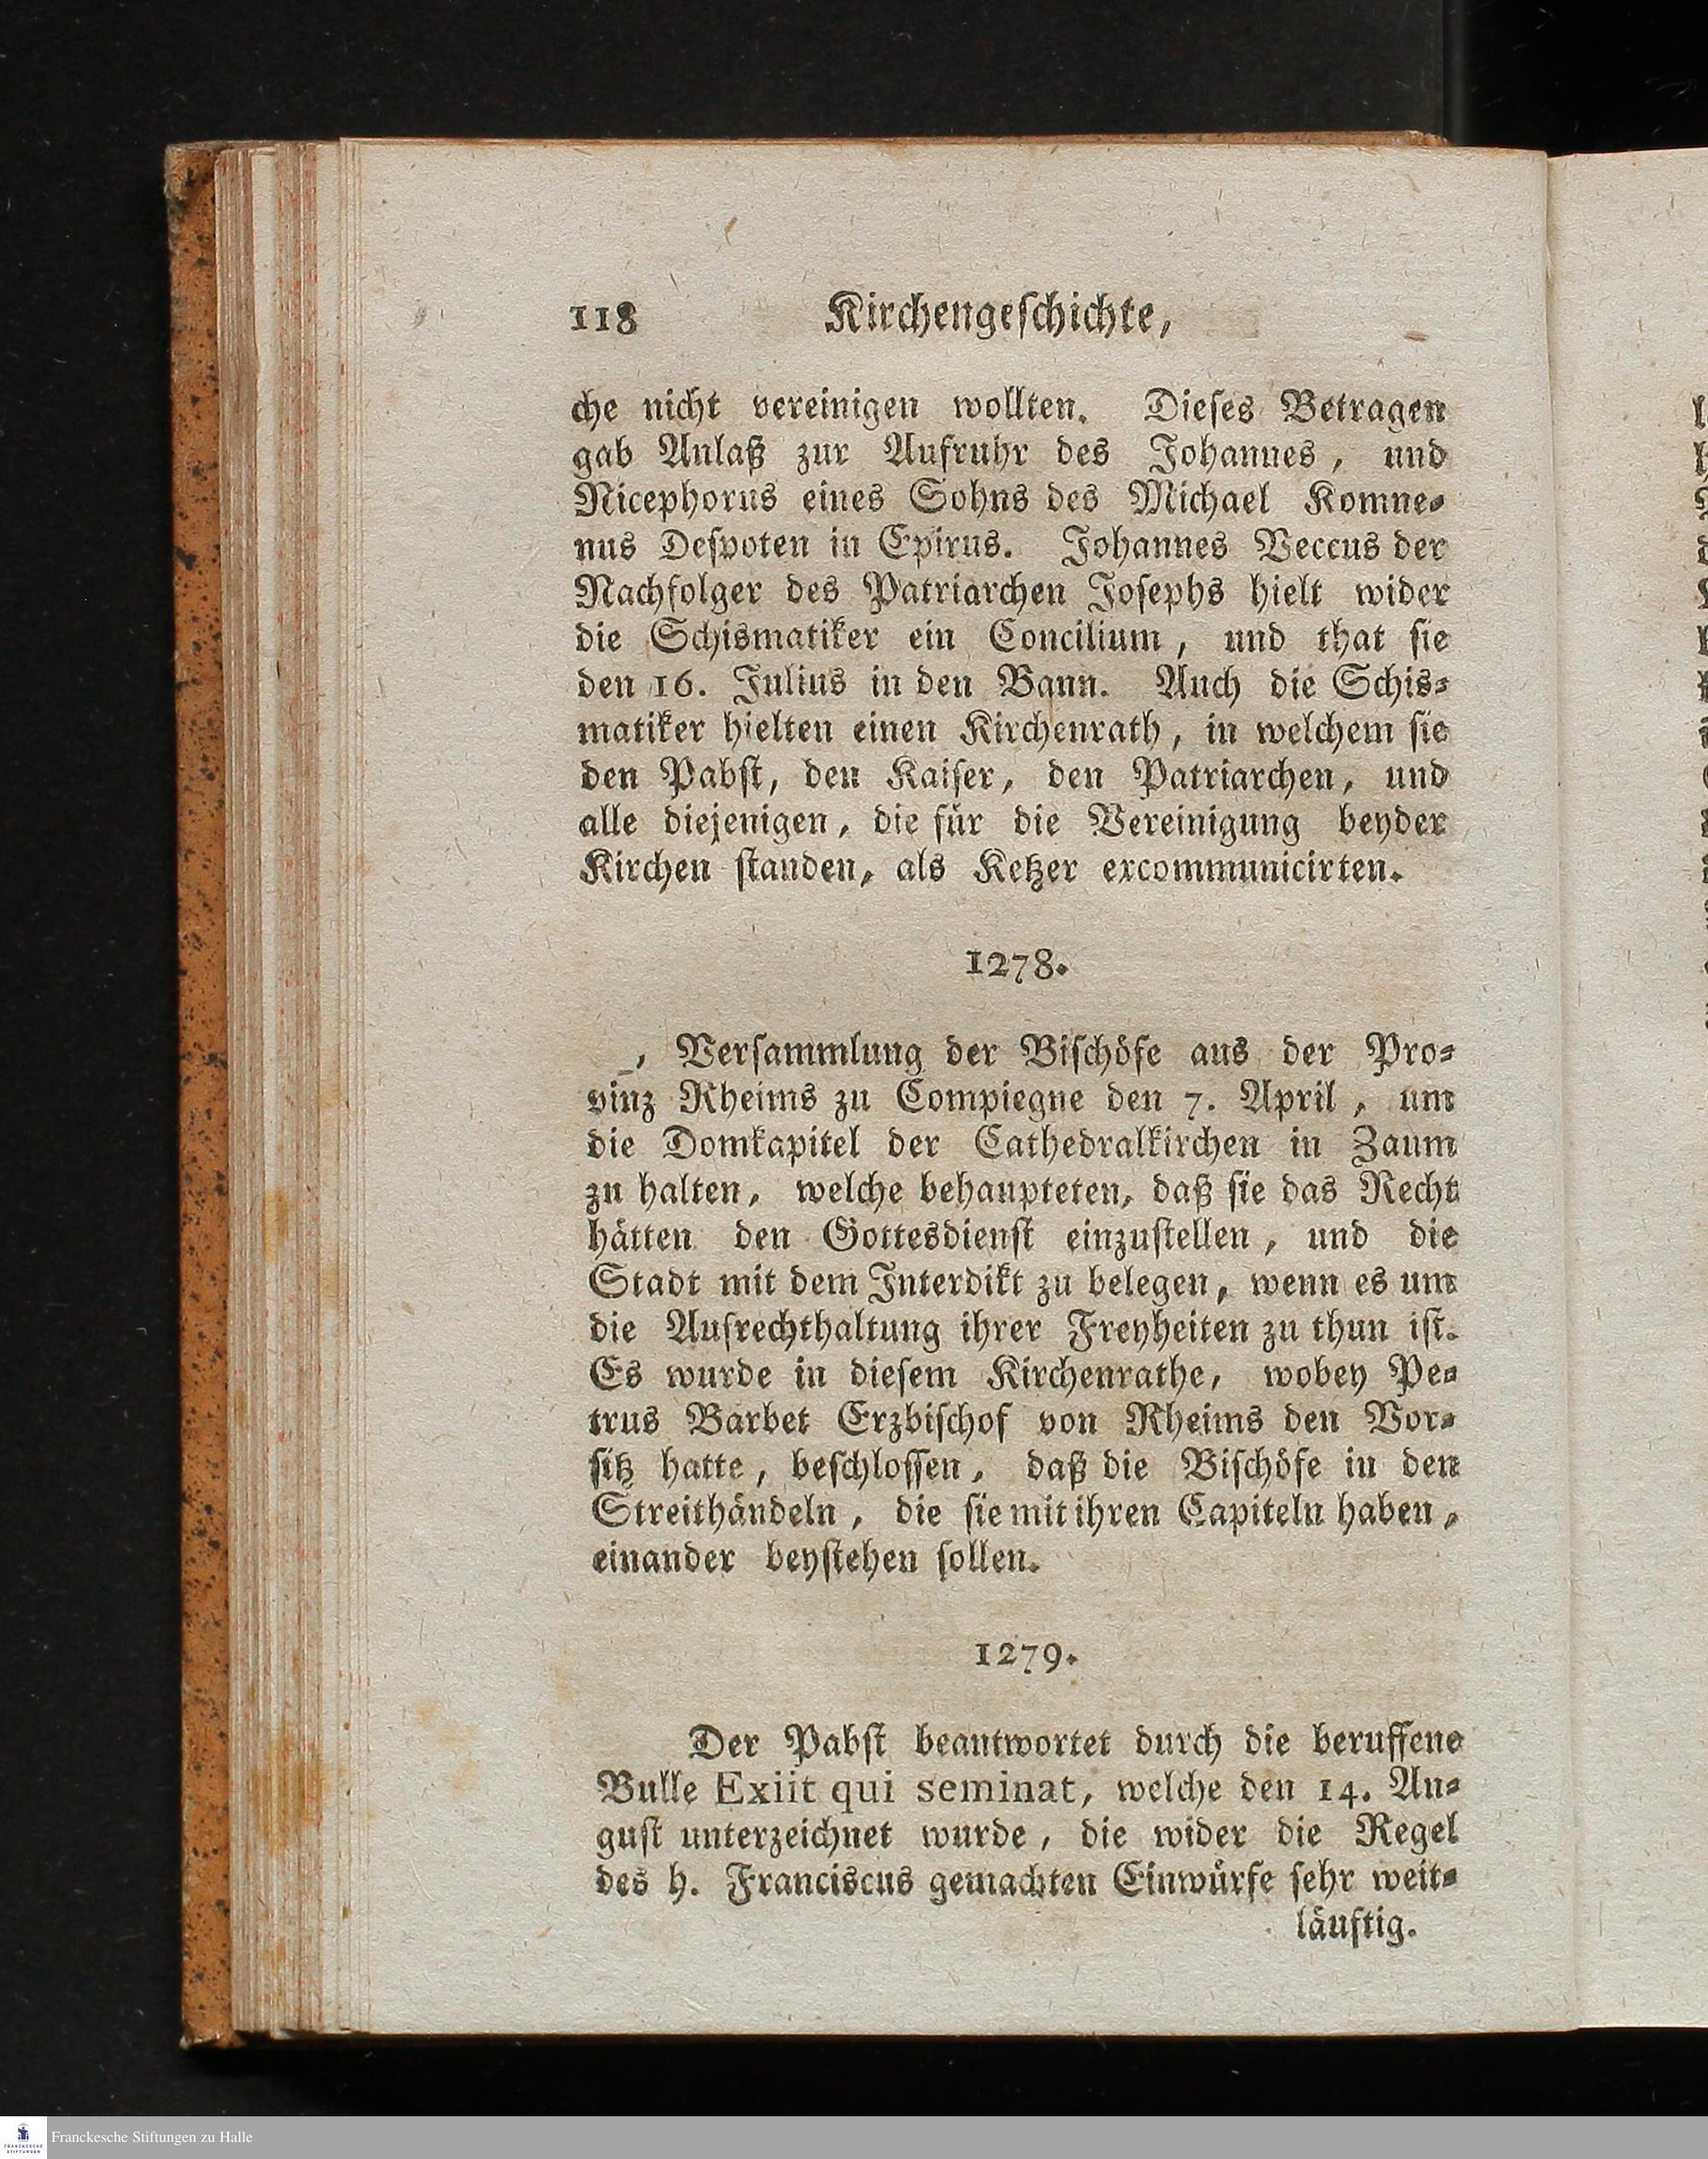 118 Kirchengeschichte,
che nicht vereinigen wollten. Dieses Betragen
gab Anlaß zur Aufruhr des Johannes, und
Nicephorus eines Sohns des Michael Komne-
nus Despoten in Epirus. Johannes Veccus der
Nachfolger des Patriarchen Josephs hielt wider
die Schismatiker ein Concilium, und that sie
den 16. Julius in den Bann. Auch die Schis-
matiker hielten einen Kirchenrath, in welchem sie
den Pabst, den Kaiser, den Patriarchen, und
alle diejenigen, die für die Vereinigung beyder
Kirchen standen, als Ketzer excommunicirten.
1278.
Versammlung der Bischöfe aus der Pro-
vinz Rheims zu Compiegne den 7. April, um
die Domkapitel der Cathedralkirchen in Zaum
zu halten, welche behaupteten, daß sie das Recht
hätten den Gottesdienst einzustellen, und die
Stadt mit dem Interdikt zu belegen, wenn es um
die Aufrechthaltung ihrer Freyheiten zu thun ist.
Es wurde in diesem Kirchenrathe, wobey Pe-
trus Barbet Erzbischof von Rheims den Vor-
sitz hatte, beschlossen, daß die Bischöfe in den
Streithändeln, die sie mit ihren Capiteln haben,
einander beystehen sollen.
1279.
Der Pabst beantwortet durch die beruffene
Bulle Exiit qui seminat, welche den 14. Au-
gust unterzeichnet wurde, die wider die Regel
des h. Franciscus gemachten Einwürfe sehr weit-
läuftig.
FRANCKESCHE STIFTUNGEN
Franckesche Stiftungen zu Halle